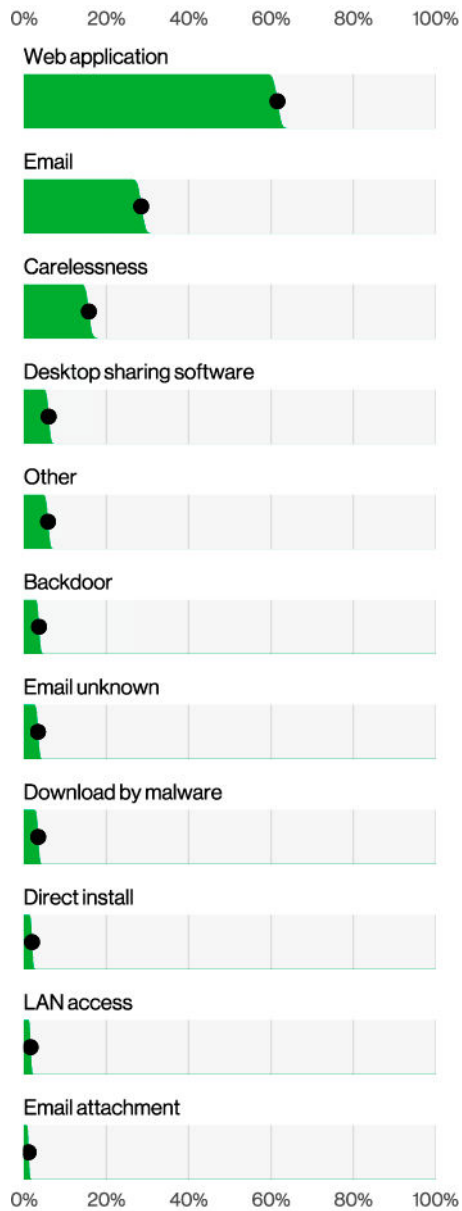 0% 20% 40% 60% 80% 100%
Web application
Email
Carelessness
Desktop sharing software
Other
Backdoor
Email unknown
Download by malware
Direct install
LAN access
Email attachment
0% 20% 40% 60% 80% 100%